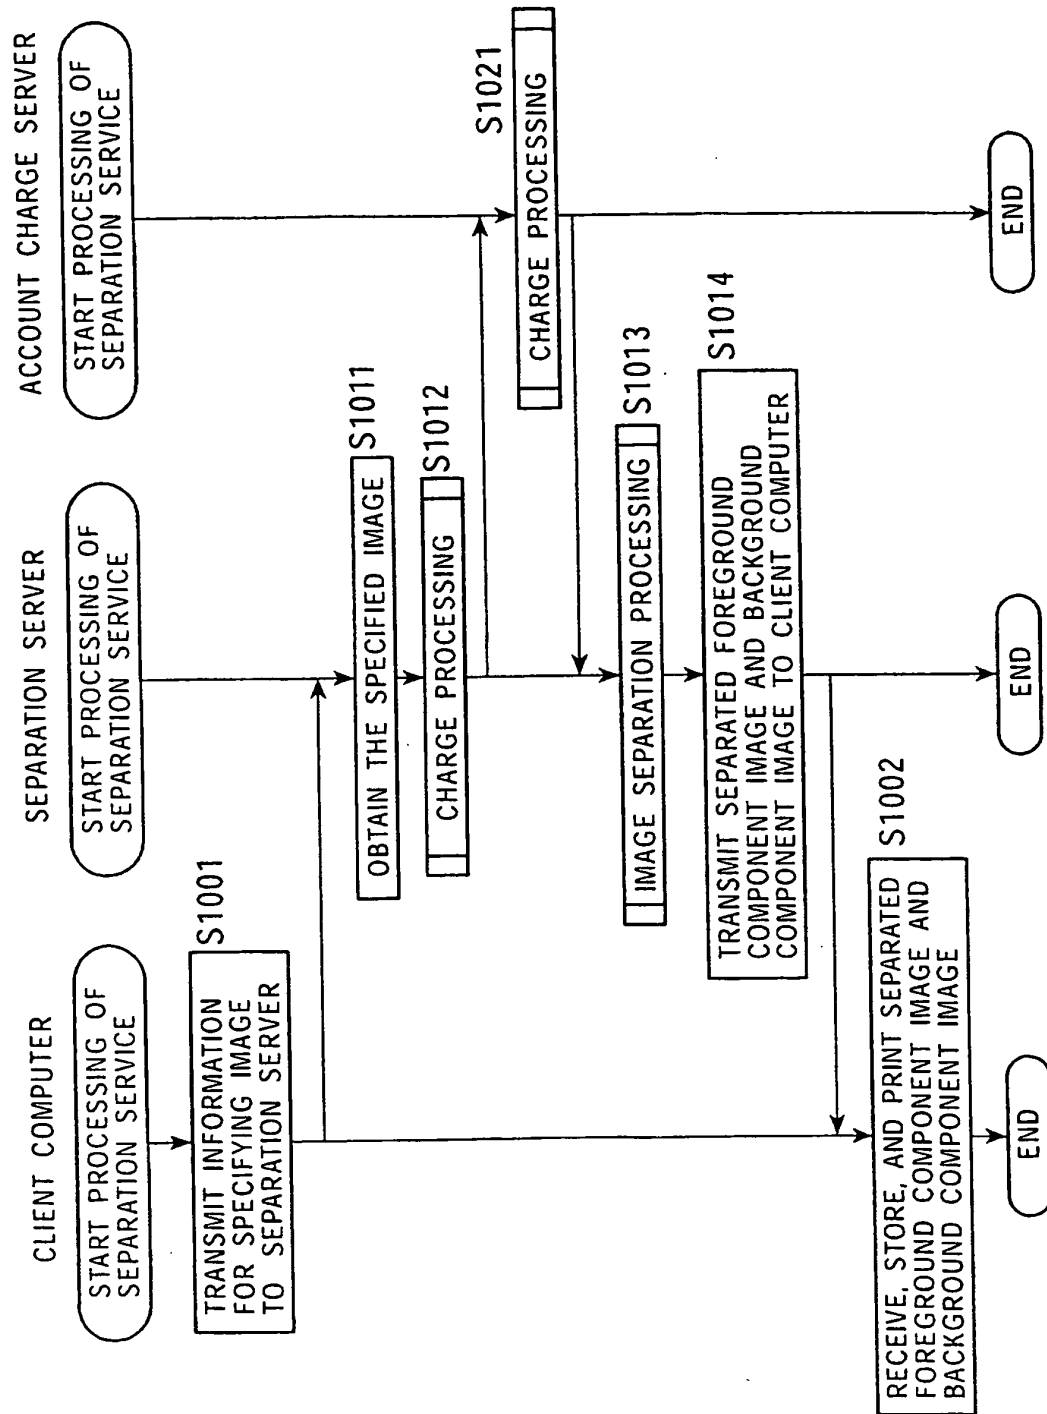 CLIENT COMPUTER
START PROCESSING OF
SEPARATION SERVICE
S1001
TRANSMIT INFORMATION
FOR SPECIFYING IMAGE
TO SEPARATION SERVER
S1002
RECEIVE, STORE, AND PRINT SEPARATED
FOREGROUND COMPONENT IMAGE AND
BACKGROUND COMPONENT IMAGE
END
SEPARATION SERVER
START PROCESSING OF
SEPARATION SERVICE
S1011
OBTAIN THE SPECIFIED IMAGE
S1012
CHARGE PROCESSING
S1013
IMAGE SEPARATION PROCESSING
S1014
TRANSMIT SEPARATED FOREGROUND
COMPONENT IMAGE AND BACKGROUND
COMPONENT IMAGE TO CLIENT COMPUTER
END
ACCOUNT CHARGE SERVER
START PROCESSING OF
SEPARATION SERVICE
S1021
CHARGE PROCESSING
END